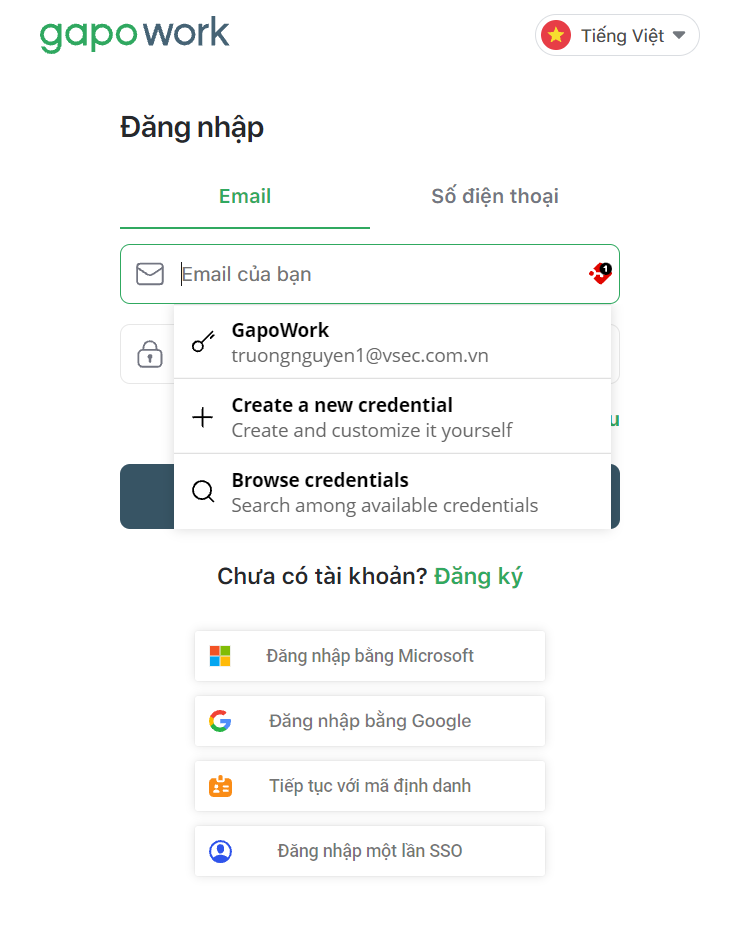 gapowork
Tiếng Việt
Đăng nhập
Email
Số điện thoại
Email của bạn
1
GapoWork
truongnguyen1@vsec.com.vn
Create a new credential
Create and customize it yourself
u
Browse credentials
Search among available credentials
Chưa có tài khoản? Đăng ký
Đăng nhập bằng Microsoft
Đăng nhập bằng Google
Tiếp tục với mã định danh
Đăng nhập một lần SSO